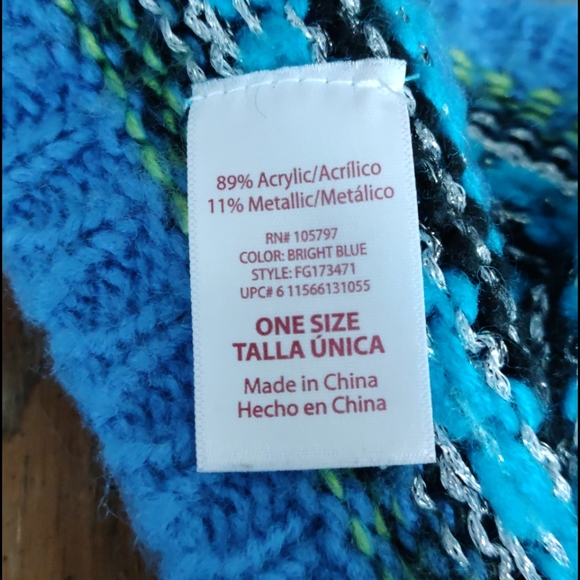 89% Acrylic/Acrílico
11% Metallic/Metálico
RN# 105797
COLOR: BRIGHT BLUE
STYLE: FG173471
UPC# 6 11566131055
ONE SIZE
TALLA ÚNICA
Made in China
Hecho en China